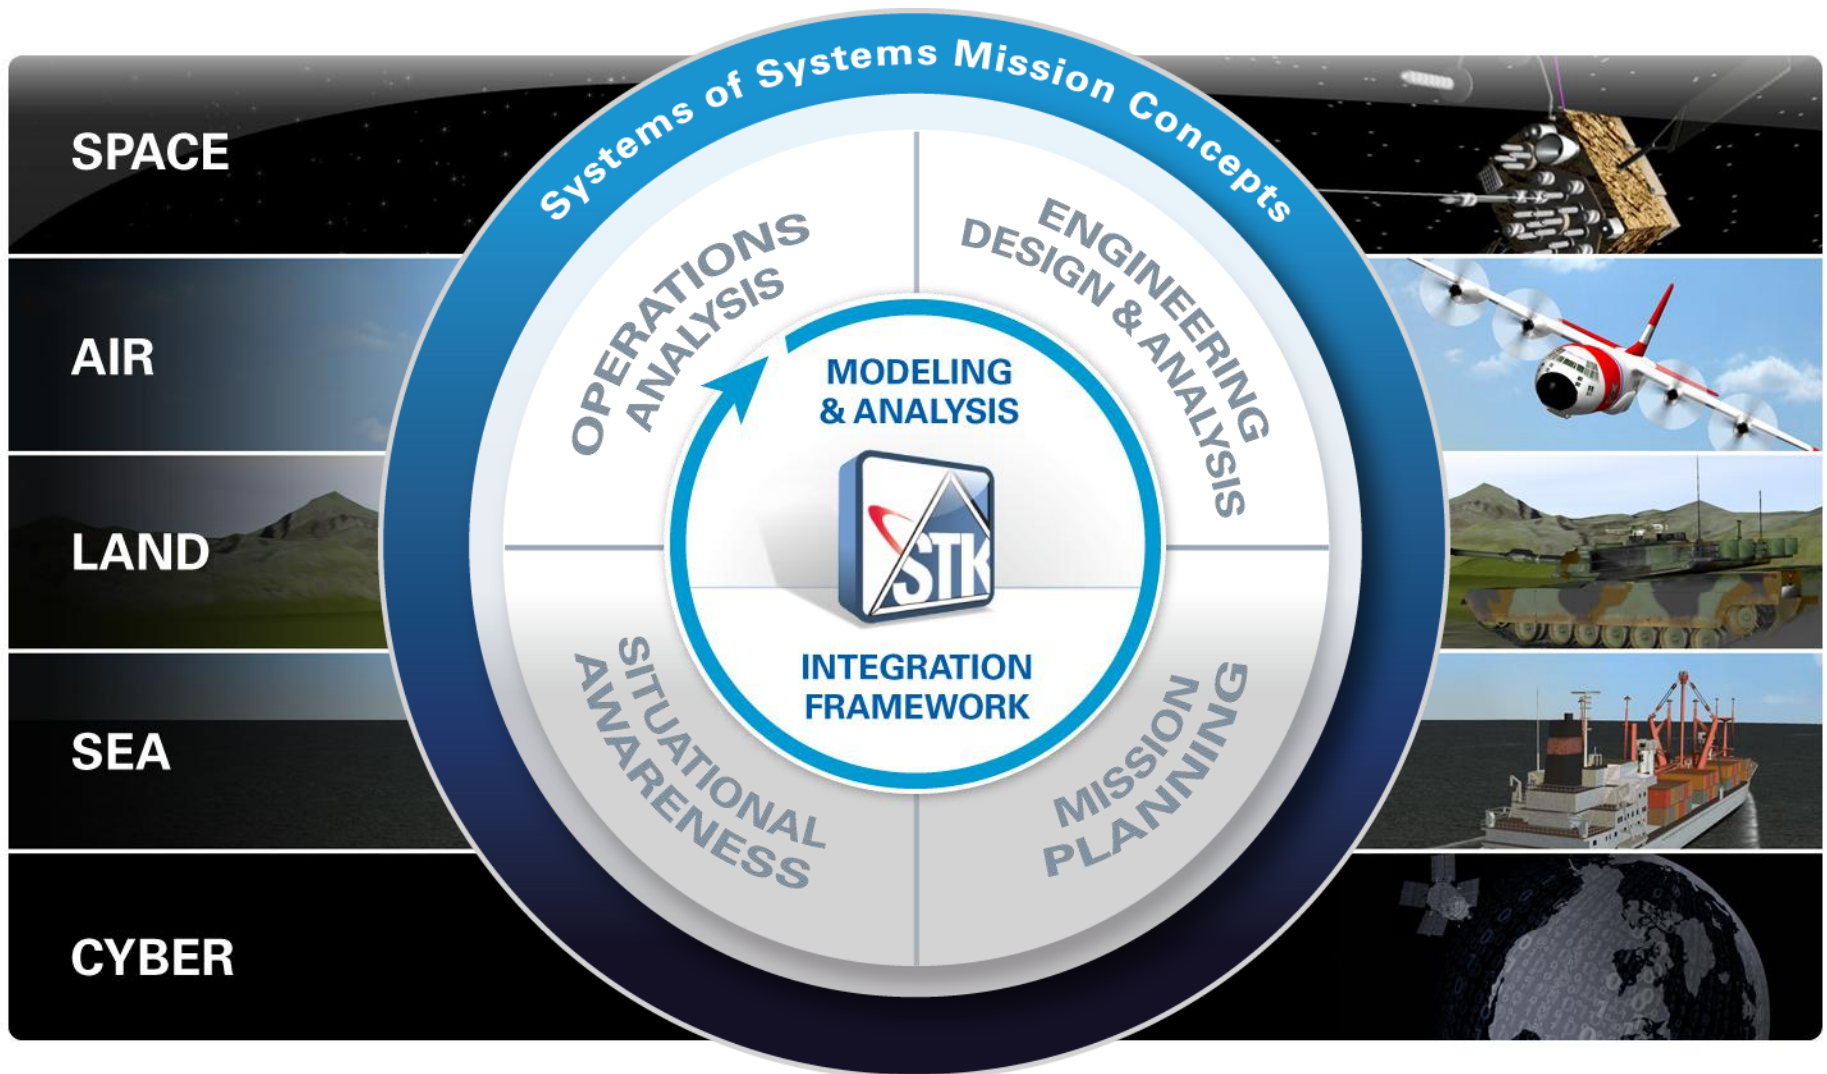 Systems of Systems Mission Concepts
SPACE
AIR
LAND
SEA
CYBER
OPERATIONS
ANALYSIS
ENGINEERING
DESIGN & ANALYSIS
MODELING
& ANALYSIS
STK
INTEGRATION
FRAMEWORK
SITUATIONAL
AWARENESS
MISSION
PLANNING